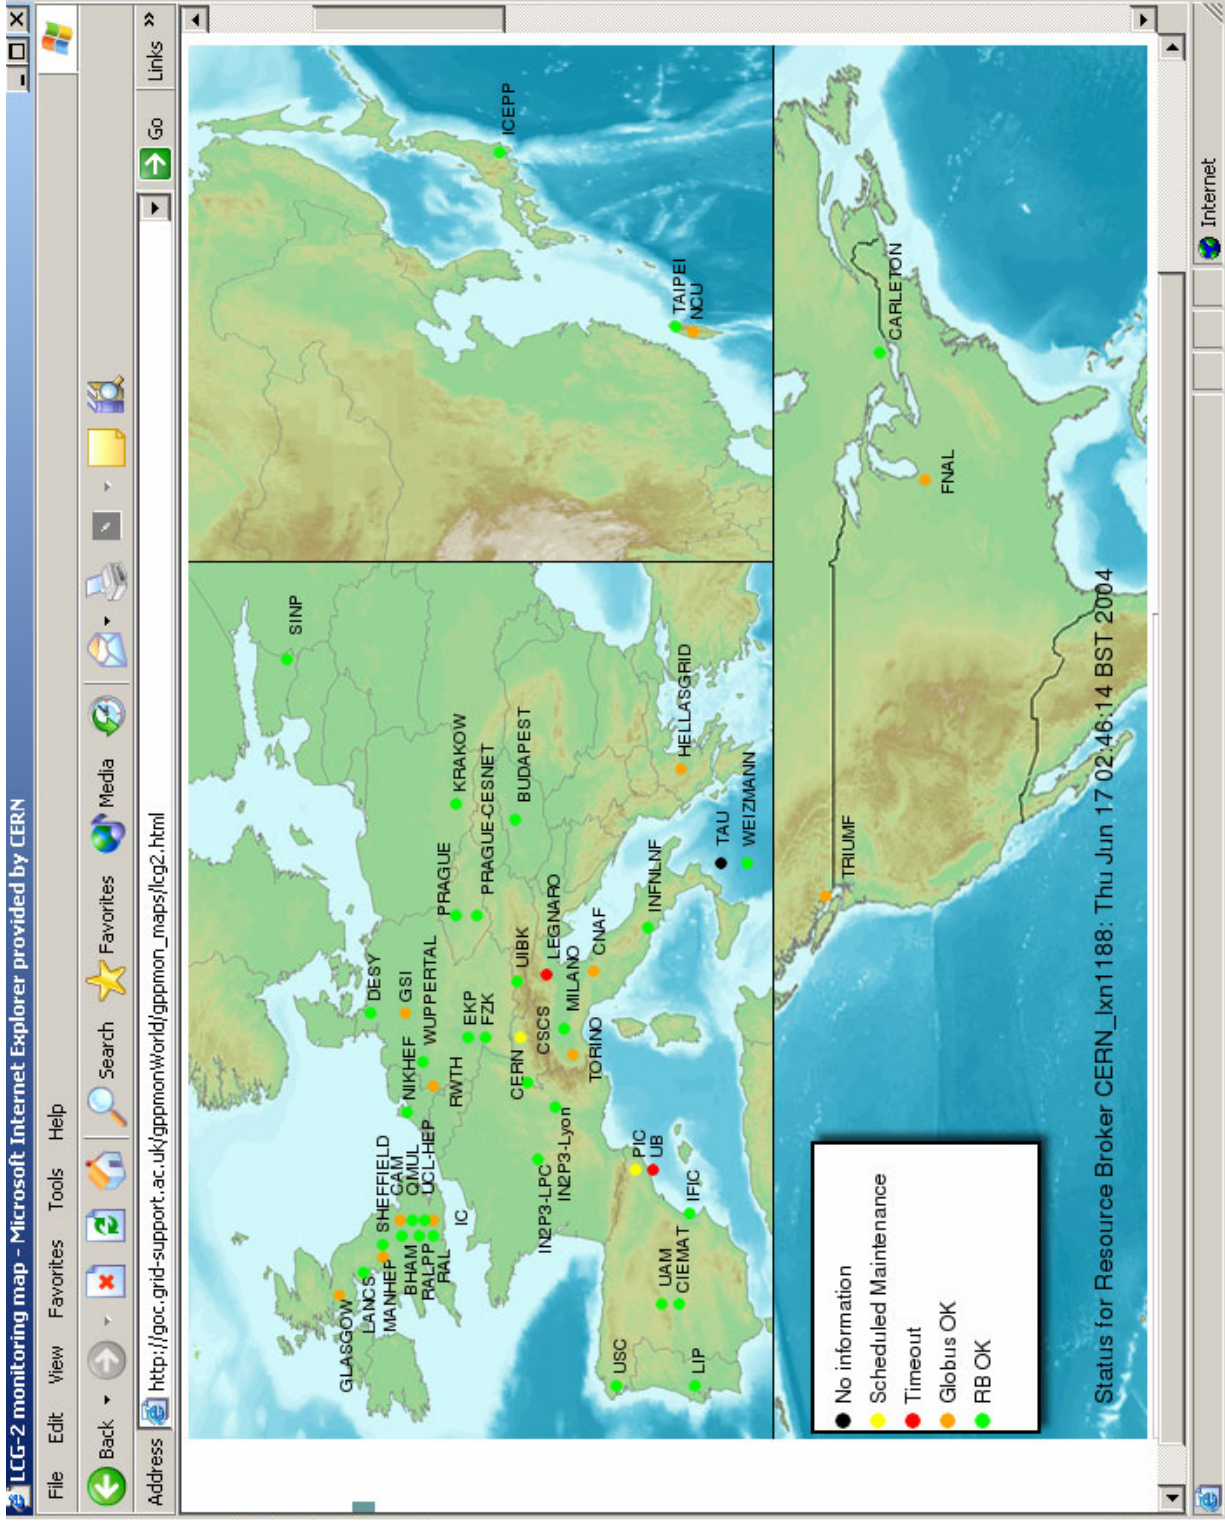 LCG-2 monitoring map - Microsoft Internet Explorer provided by CERN
File Edit View Favorites Tools Help
Back Search Favorites Media
Address http://goc.grid-support.ac.uk/gppmonWorld/gppmon_maps/lcg2.html Go Links »
SINP
GLASGOW
DESY
LANCS
SHEFFIELD
MANHEP
CAM
NIKHEF
GSI
BHAM
QMUL
WUPPERTAL
RALPP
UCL-HEP
RAL
IC
RWTH
PRAGUE
KRAKOW
EKP
FZK
PRAGUE-CESNET
CERN
UIBK
BUDAPEST
IN2P3-LPC
CSCS
LEGNARO
IN2P3-Lyon
MILANO
TORINO
CNAF
USC
PIC
UB
INFNLNF
UAM
CIEMAT
IFIC
LIP
HELLASGRID
TAU
WEIZMANN
ICEPP
TAIPEI
NCU
TRIUMF
CARLETON
FNAL
No information
Scheduled Maintenance
Timeout
Globus OK
RB OK
Status for Resource Broker CERN_lxn1188: Thu Jun 17 02:46:14 BST 2004
Internet